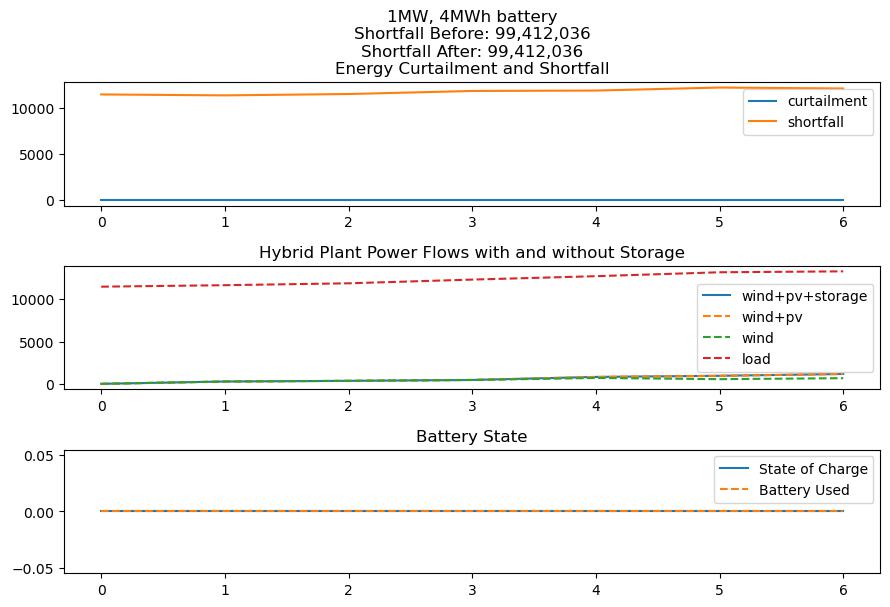 1MW, 4MWh battery
Shortfall Before: 99,412,036
Shortfall After: 99,412,036
Energy Curtailment and Shortfall
10000
5000
0
curtailment
shortfall
0 1 2 3 4 5 6
Hybrid Plant Power Flows with and without Storage
10000
5000
0
wind+pv+storage
wind+pv
wind
load
0 1 2 3 4 5 6
Battery State
0.05
0.00
−0.05
State of Charge
Battery Used
0 1 2 3 4 5 6